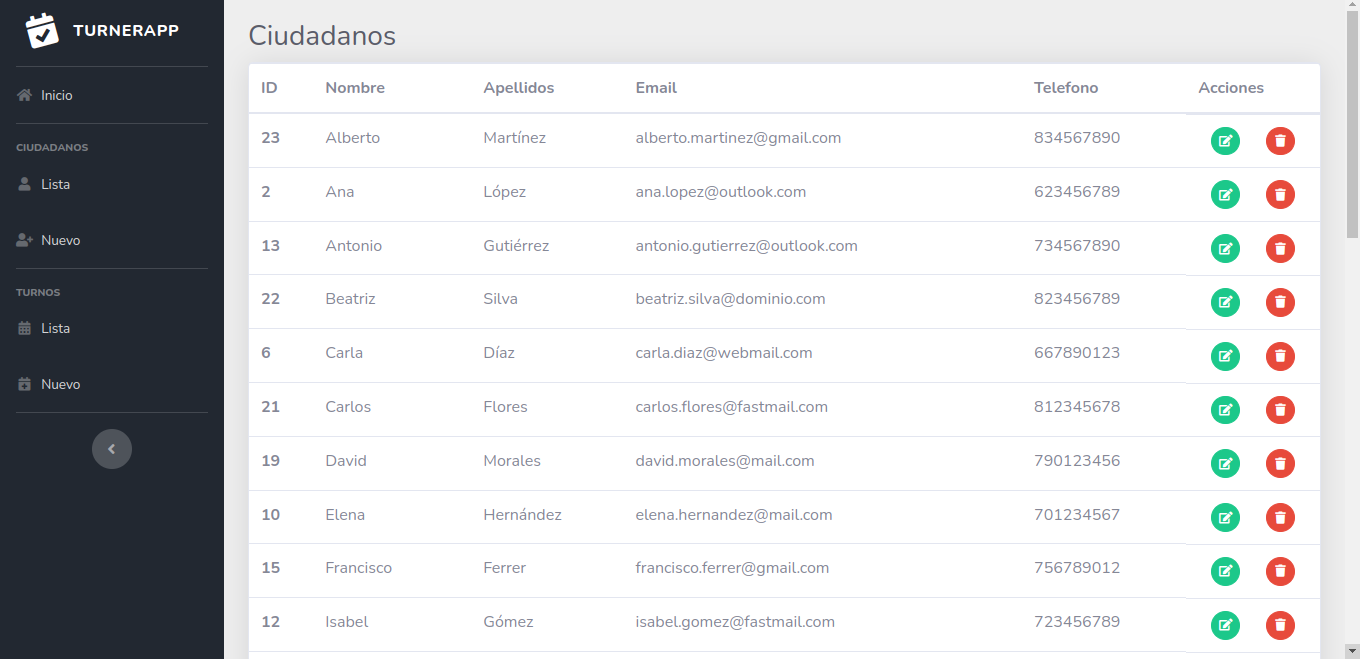 TURNERAPP
Inicio
CIUDADANOS
Lista
Nuevo
TURNOS
Lista
Nuevo
Ciudadanos
ID Nombre Apellidos Email Telefono Acciones
23 Alberto Martínez alberto.martinez@gmail.com 834567890
2 Ana López ana.lopez@outlook.com 623456789
13 Antonio Gutiérrez antonio.gutierrez@outlook.com 734567890
22 Beatriz Silva beatriz.silva@dominio.com 823456789
6 Carla Díaz carla.diaz@webmail.com 667890123
21 Carlos Flores carlos.flores@fastmail.com 812345678
19 David Morales david.morales@mail.com 790123456
10 Elena Hernández elena.hernandez@mail.com 701234567
15 Francisco Ferrer francisco.ferrer@gmail.com 756789012
12 Isabel Gómez isabel.gomez@fastmail.com 723456789